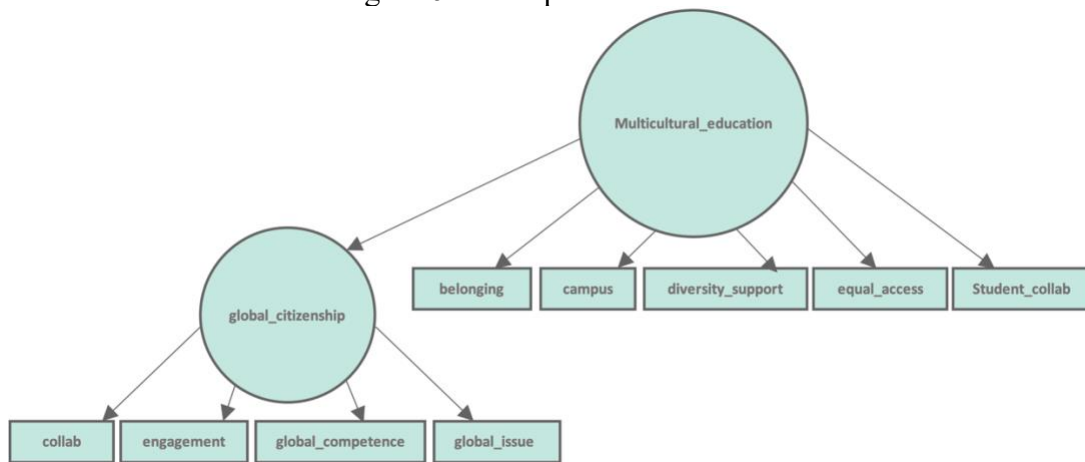 Multicultural_education
belonging
campus
diversity_support
equal_access
Student_collab
global_citizenship
collab
engagement
global_competence
global_issue